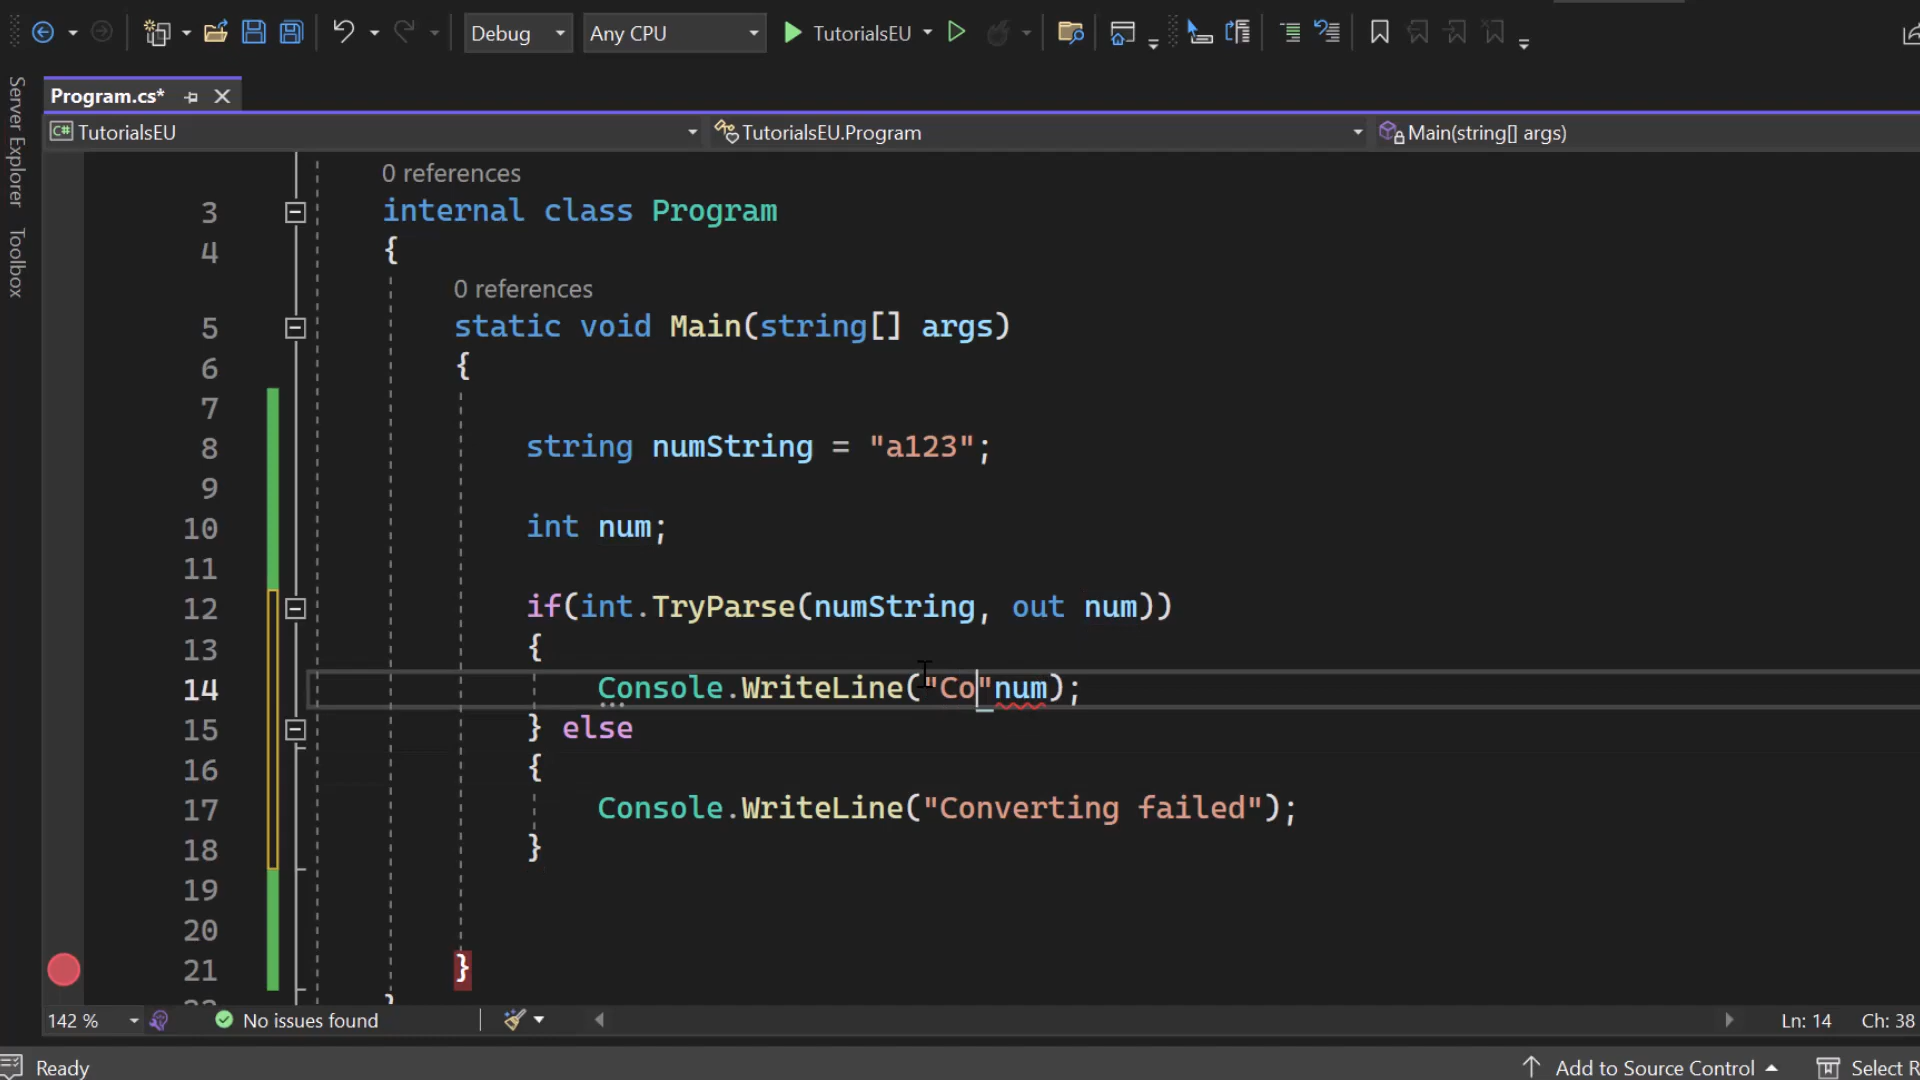 Debug Any CPU TutorialsEU
Server Explorer
Toolbox
Program.cs*
C# TutorialsEU TutorialsEU.Program Main(string[] args)
0 references
3 internal class Program
4 {
0 references
5 static void Main(string[] args)
6 {
7
8 string numString = "a123";
9
10 int num;
11
12 if(int.TryParse(numString, out num))
13 {
14 Console.WriteLine("Co"num);
15 } else
16 {
17 Console.WriteLine("Converting failed");
18 }
19
20
21 }
142 % No issues found Ln: 14 Ch: 38
Ready Add to Source Control Select R